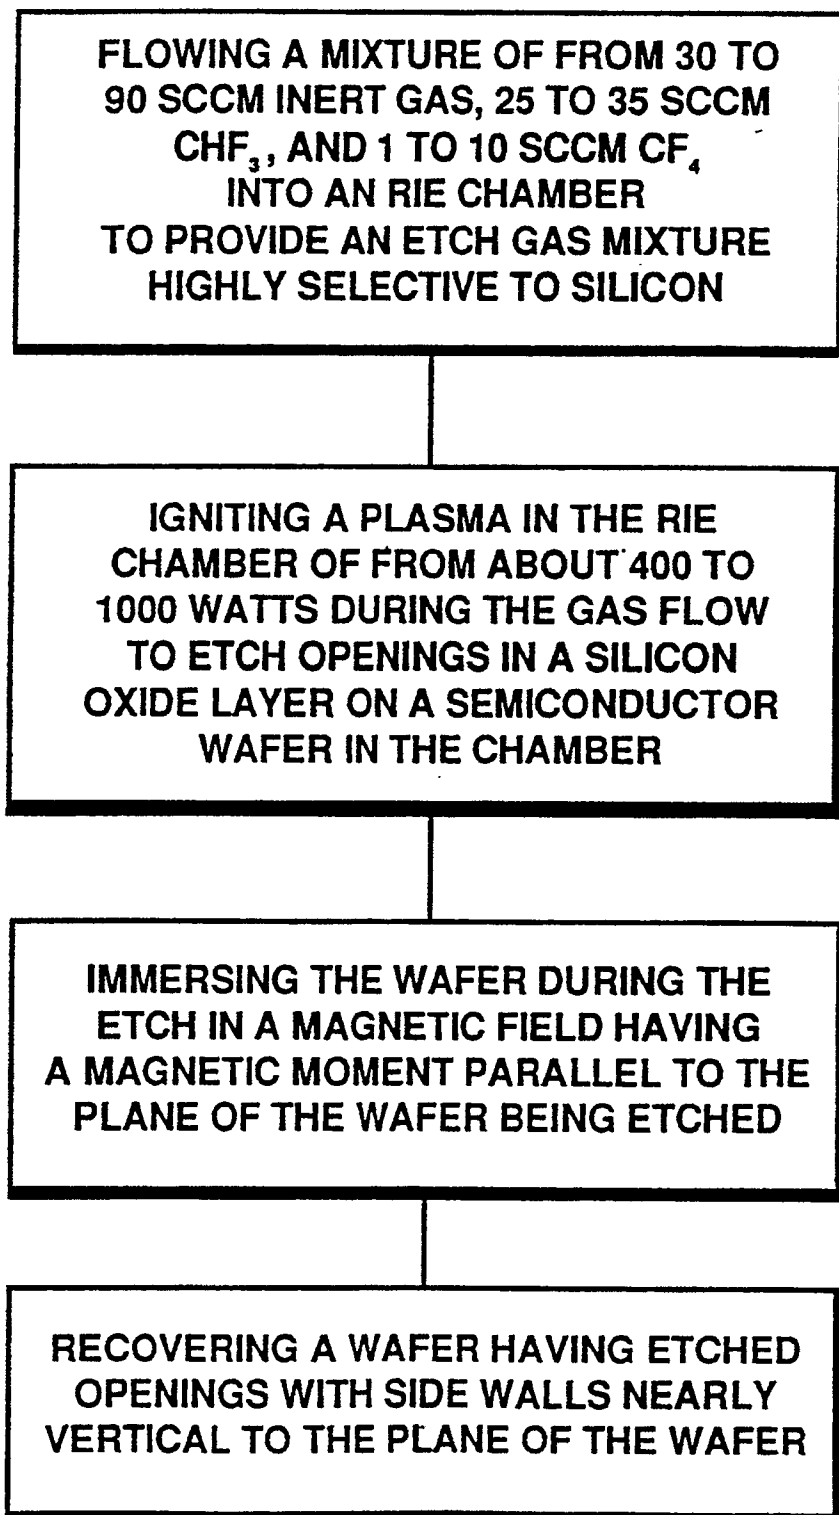 FLOWING A MIXTURE OF FROM 30 TO
90 SCCM INERT GAS, 25 TO 35 SCCM
CHF₃, AND 1 TO 10 SCCM CF₄
INTO AN RIE CHAMBER
TO PROVIDE AN ETCH GAS MIXTURE
HIGHLY SELECTIVE TO SILICON
IGNITING A PLASMA IN THE RIE
CHAMBER OF FROM ABOUT 400 TO
1000 WATTS DURING THE GAS FLOW
TO ETCH OPENINGS IN A SILICON
OXIDE LAYER ON A SEMICONDUCTOR
WAFER IN THE CHAMBER
IMMERSING THE WAFER DURING THE
ETCH IN A MAGNETIC FIELD HAVING
A MAGNETIC MOMENT PARALLEL TO THE
PLANE OF THE WAFER BEING ETCHED
RECOVERING A WAFER HAVING ETCHED
OPENINGS WITH SIDE WALLS NEARLY
VERTICAL TO THE PLANE OF THE WAFER